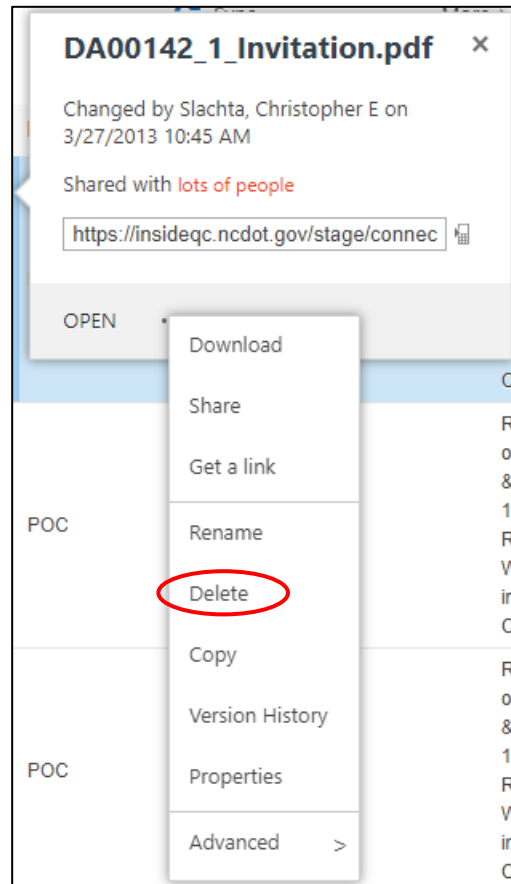 DA00142_1_Invitation.pdf ×
Changed by Slachta, Christopher E on
3/27/2013 10:45 AM
Shared with lots of people
https://insideqc.ncdot.gov/stage/connec
OPEN
Download
Share
Get a link
Rename
Delete
Copy
Version History
Properties
Advanced >
POC
POC